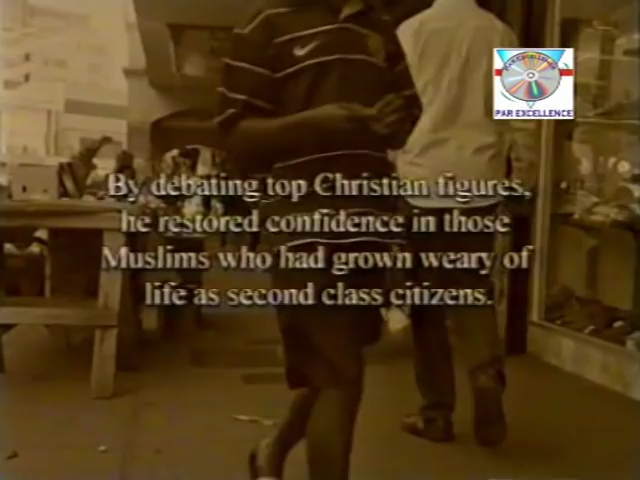 PAR EXCELLENCE
By debating top Christian figures,
he restored confidence in those
Muslims who had grown weary of
life as second class citizens.